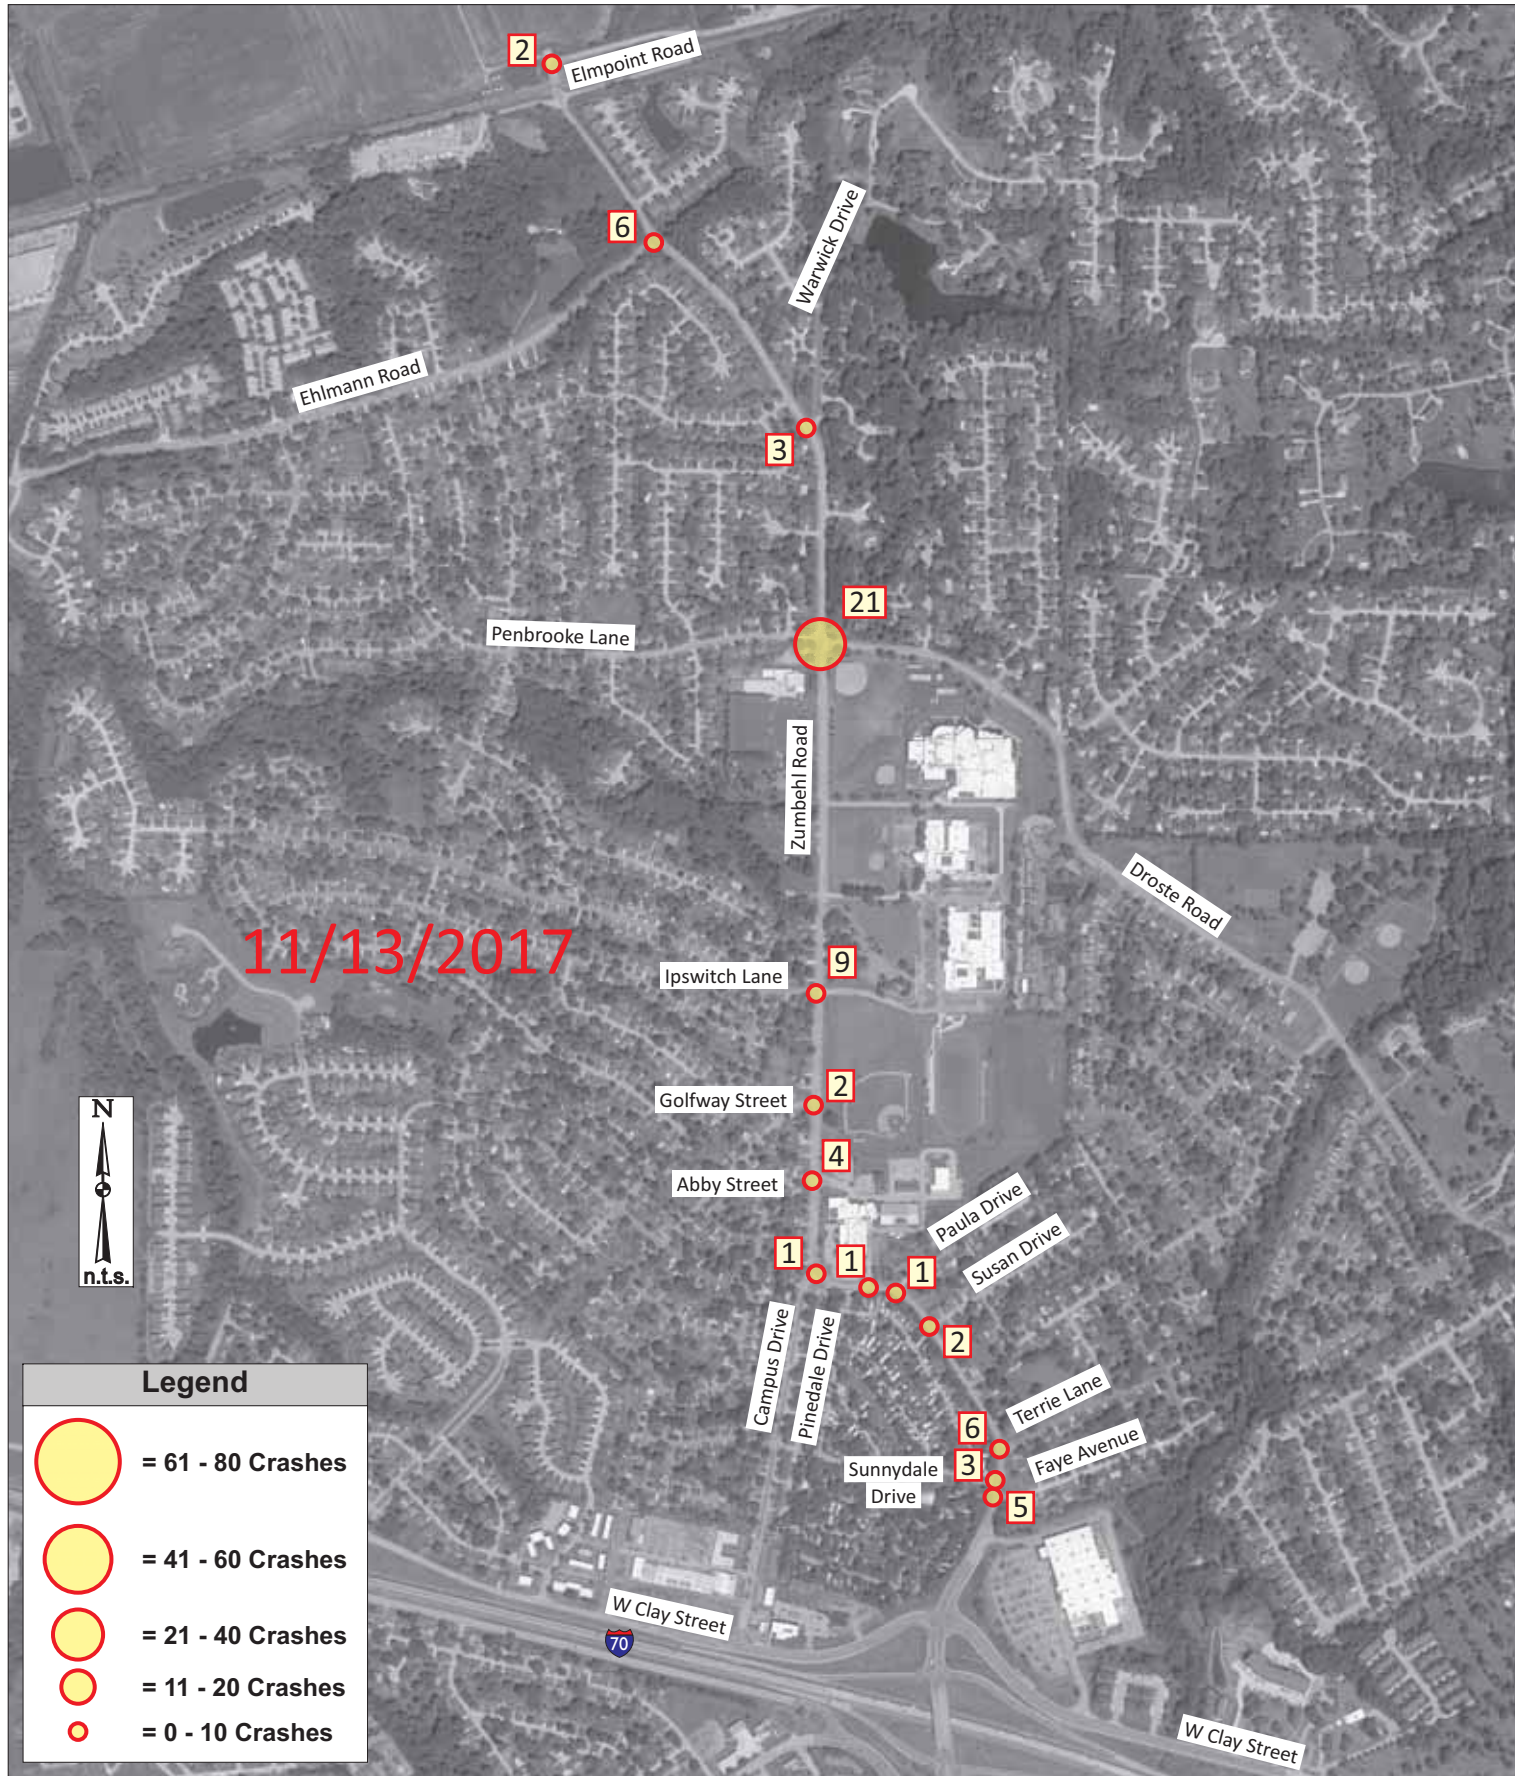 2
Elmpoint Road
6
Warwick Drive
Ehlmann Road
3
21
Penbrooke Lane
Zumbehl Road
Droste Road
11/13/2017
9
Ipswitch Lane
2
Golfway Street
4
Abby Street
Paula Drive
Susan Drive
1
1
1
2
Campus Drive
Pinedale Drive
Terrie Lane
6
Faye Avenue
3
Sunnydale
Drive
5
W Clay Street
70
W Clay Street
N
n.t.s.
Legend
= 61 - 80 Crashes
= 41 - 60 Crashes
= 21 - 40 Crashes
= 11 - 20 Crashes
= 0 - 10 Crashes